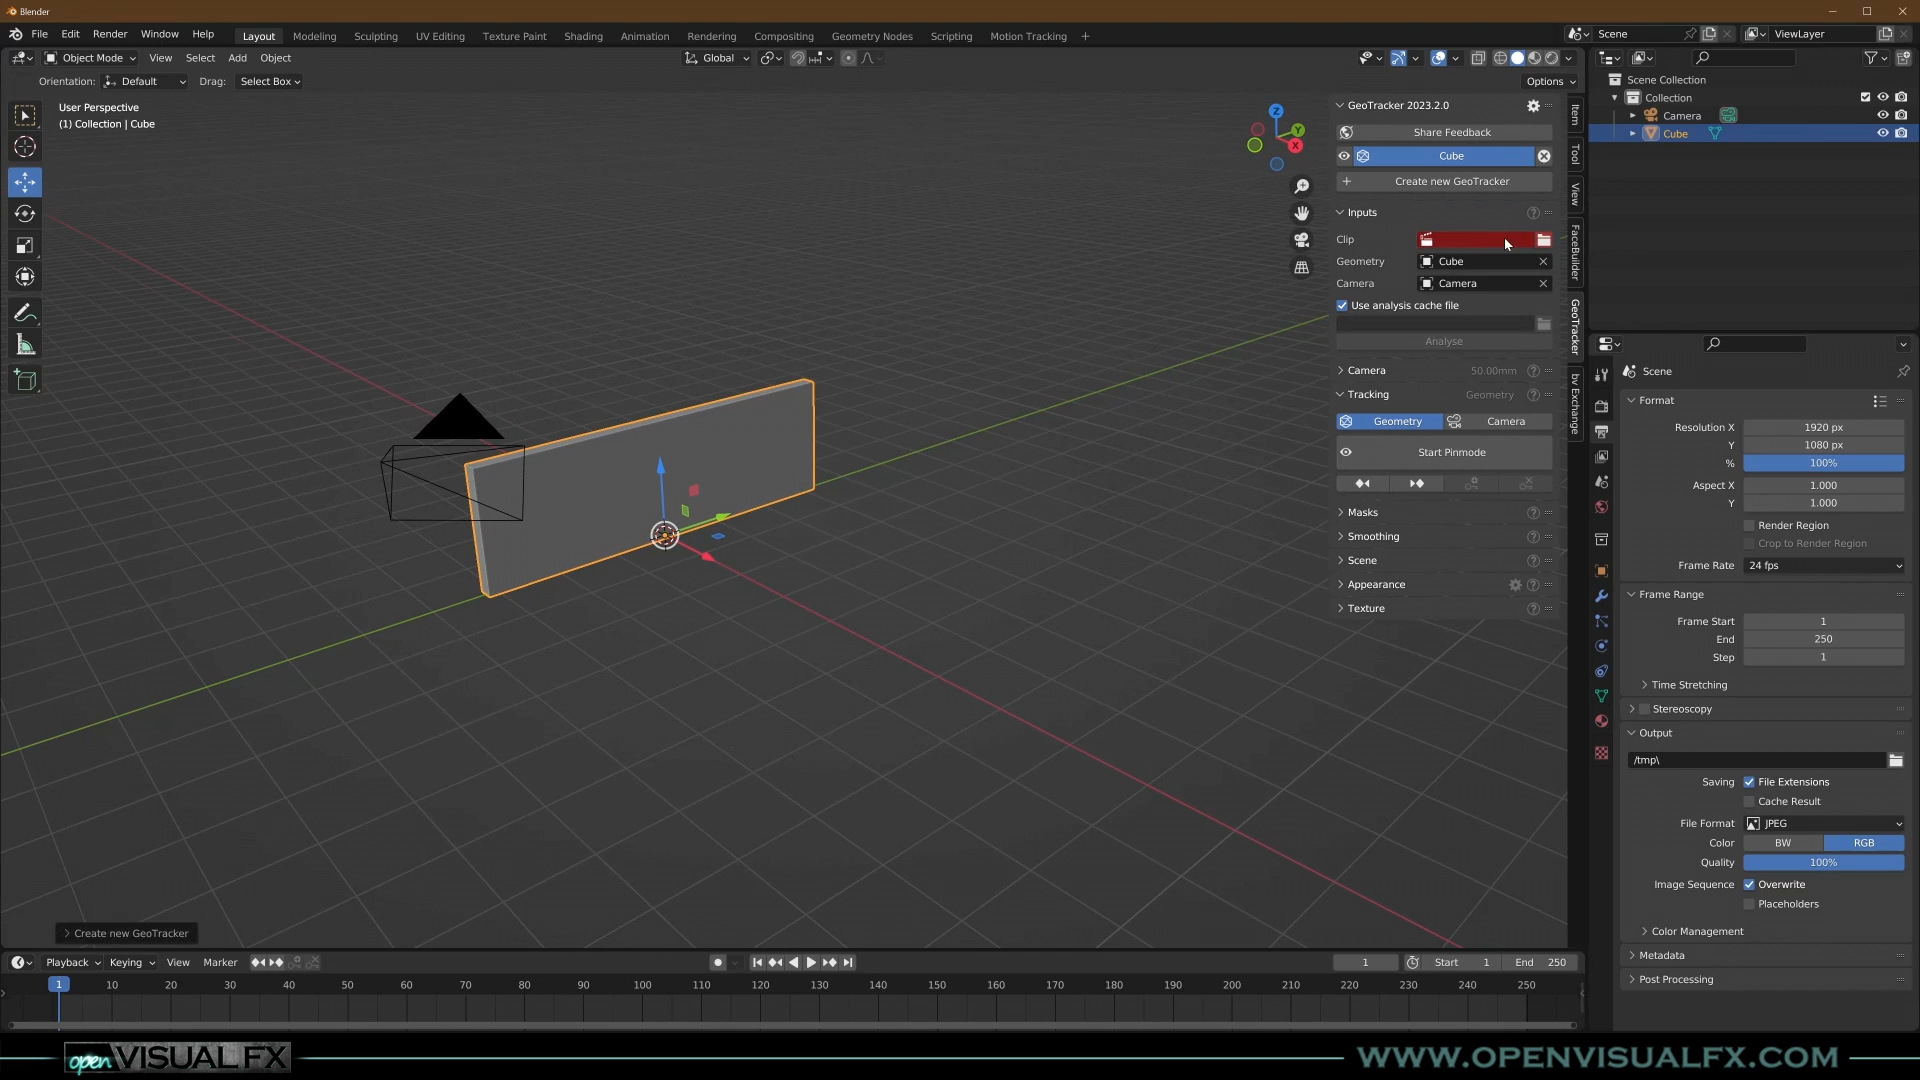 Blender
File Edit Render Window Help Layout Modeling Sculpting UV Editing Texture Paint Shading Animation Rendering Compositing Geometry Nodes Scripting Motion Tracking + Scene ViewLayer
Object Mode View Select Add Object Global
Orientation: Default Drag: Select Box Options
User Perspective
(1) Collection | Cube
Z
Y
X
GeoTracker 2023.2.0
Share Feedback
Cube
Create new GeoTracker
Inputs
Clip
Geometry Cube
Camera Camera
Use analysis cache file
Analyse
Camera 50.00mm
Tracking Geometry
Geometry Camera
Start Pinmode
Masks
Smoothing
Scene
Appearance
Texture
Item
Tool
View
FaceBuilder
GeoTracker
bv Exchange
Scene Collection
Collection
Camera
Cube
Scene
Format
Resolution X 1920 px
Y 1080 px
% 100%
Aspect X 1.000
Y 1.000
Render Region
Crop to Render Region
Frame Rate 24 fps
Frame Range
Frame Start 1
End 250
Step 1
Time Stretching
Stereoscopy
Output
/tmp\
Saving File Extensions
Cache Result
File Format JPEG
Color BW RGB
Quality 100%
Image Sequence Overwrite
Placeholders
Color Management
Metadata
Post Processing
Create new GeoTracker
Playback Keying View Marker 1 Start 1 End 250
1 10 20 30 40 50 60 70 80 90 100 110 120 130 140 150 160 170 180 190 200 210 220 230 240 250
open VISUALFX WWW.OPENVISUALFX.COM